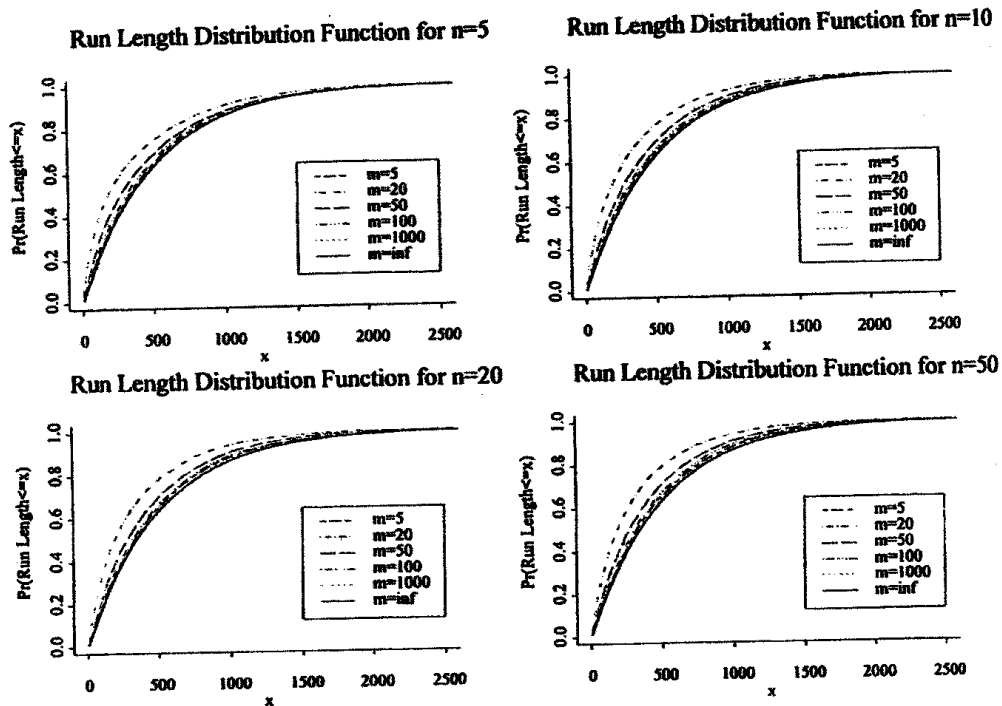 Run Length Distribution Function for n=5
Pr(Run Length<=x)
1.0
0.8
0.6
0.4
0.2
0.0
m=5
m=20
m=50
m=100
m=1000
m=inf
0 500 1000 1500 2000 2500
x
Run Length Distribution Function for n=10
Pr(Run Length<=x)
1.0
0.8
0.6
0.4
0.2
0.0
m=5
m=20
m=50
m=100
m=1000
m=inf
0 500 1000 1500 2000 2500
x
Run Length Distribution Function for n=20
Pr(Run Length<=x)
1.0
0.8
0.6
0.4
0.2
0.0
m=5
m=20
m=50
m=100
m=1000
m=inf
0 500 1000 1500 2000 2500
x
Run Length Distribution Function for n=50
Pr(Run Length<=x)
1.0
0.8
0.6
0.4
0.2
0.0
m=5
m=20
m=50
m=100
m=1000
m=inf
0 500 1000 1500 2000 2500
x